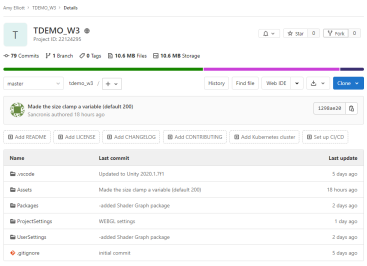 Amy Elliott > TDEMO_W3 > Details
T
TDEMO_W3
Project ID: 22128295
Star 0
Fork 0
79 Commits 1 Branch 0 Tags 10.6 MB Files 10.6 MB Storage
master tdemo_w3 / +
History Find file Web IDE Clone
Made the size clamp a variable (default 200)
Sancronis authored 18 hours ago
1298ae20
Add README Add LICENSE Add CHANGELOG Add CONTRIBUTING Add Kubernetes cluster Set up CI/CD
Name Last commit Last update
.vscode Updated to Unity 2020.1.7f1 5 days ago
Assets Made the size clamp a variable (default 200) 18 hours ago
Packages -added Shader Graph package 2 days ago
ProjectSettings WEBGL settings 1 day ago
UserSettings -added Shader Graph package 2 days ago
.gitignore initial commit 5 days ago